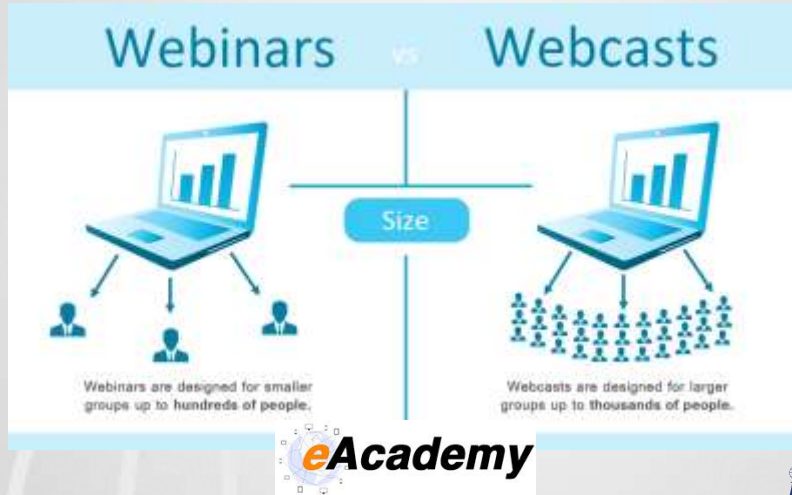 Webinars vs Webcasts
Size
Webinars are designed for smaller
groups up to hundreds of people.
Webcasts are designed for larger
groups up to thousands of people.
eAcademy